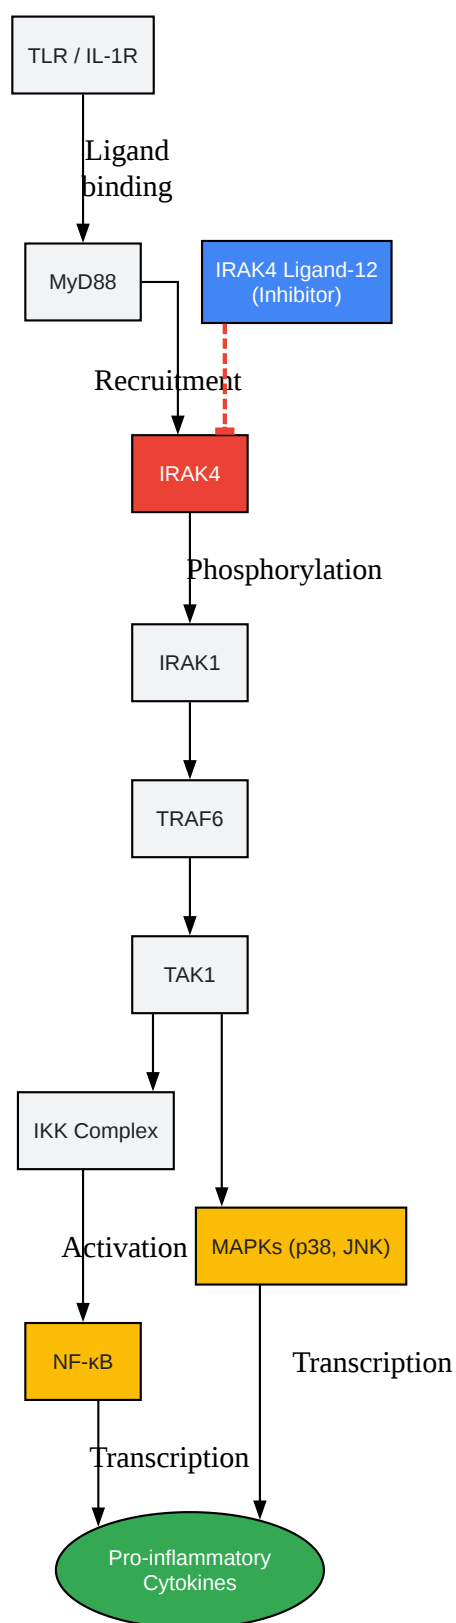 TLR / IL-1R
Ligand
binding
MyD88
IRAK4 Ligand-12
(Inhibitor)
Recruitment
IRAK4
Phosphorylation
IRAK1
TRAF6
TAK1
IKK Complex
Activation
MAPKs (p38, JNK)
NF-κB
Transcription
Transcription
Pro-inflammatory
Cytokines